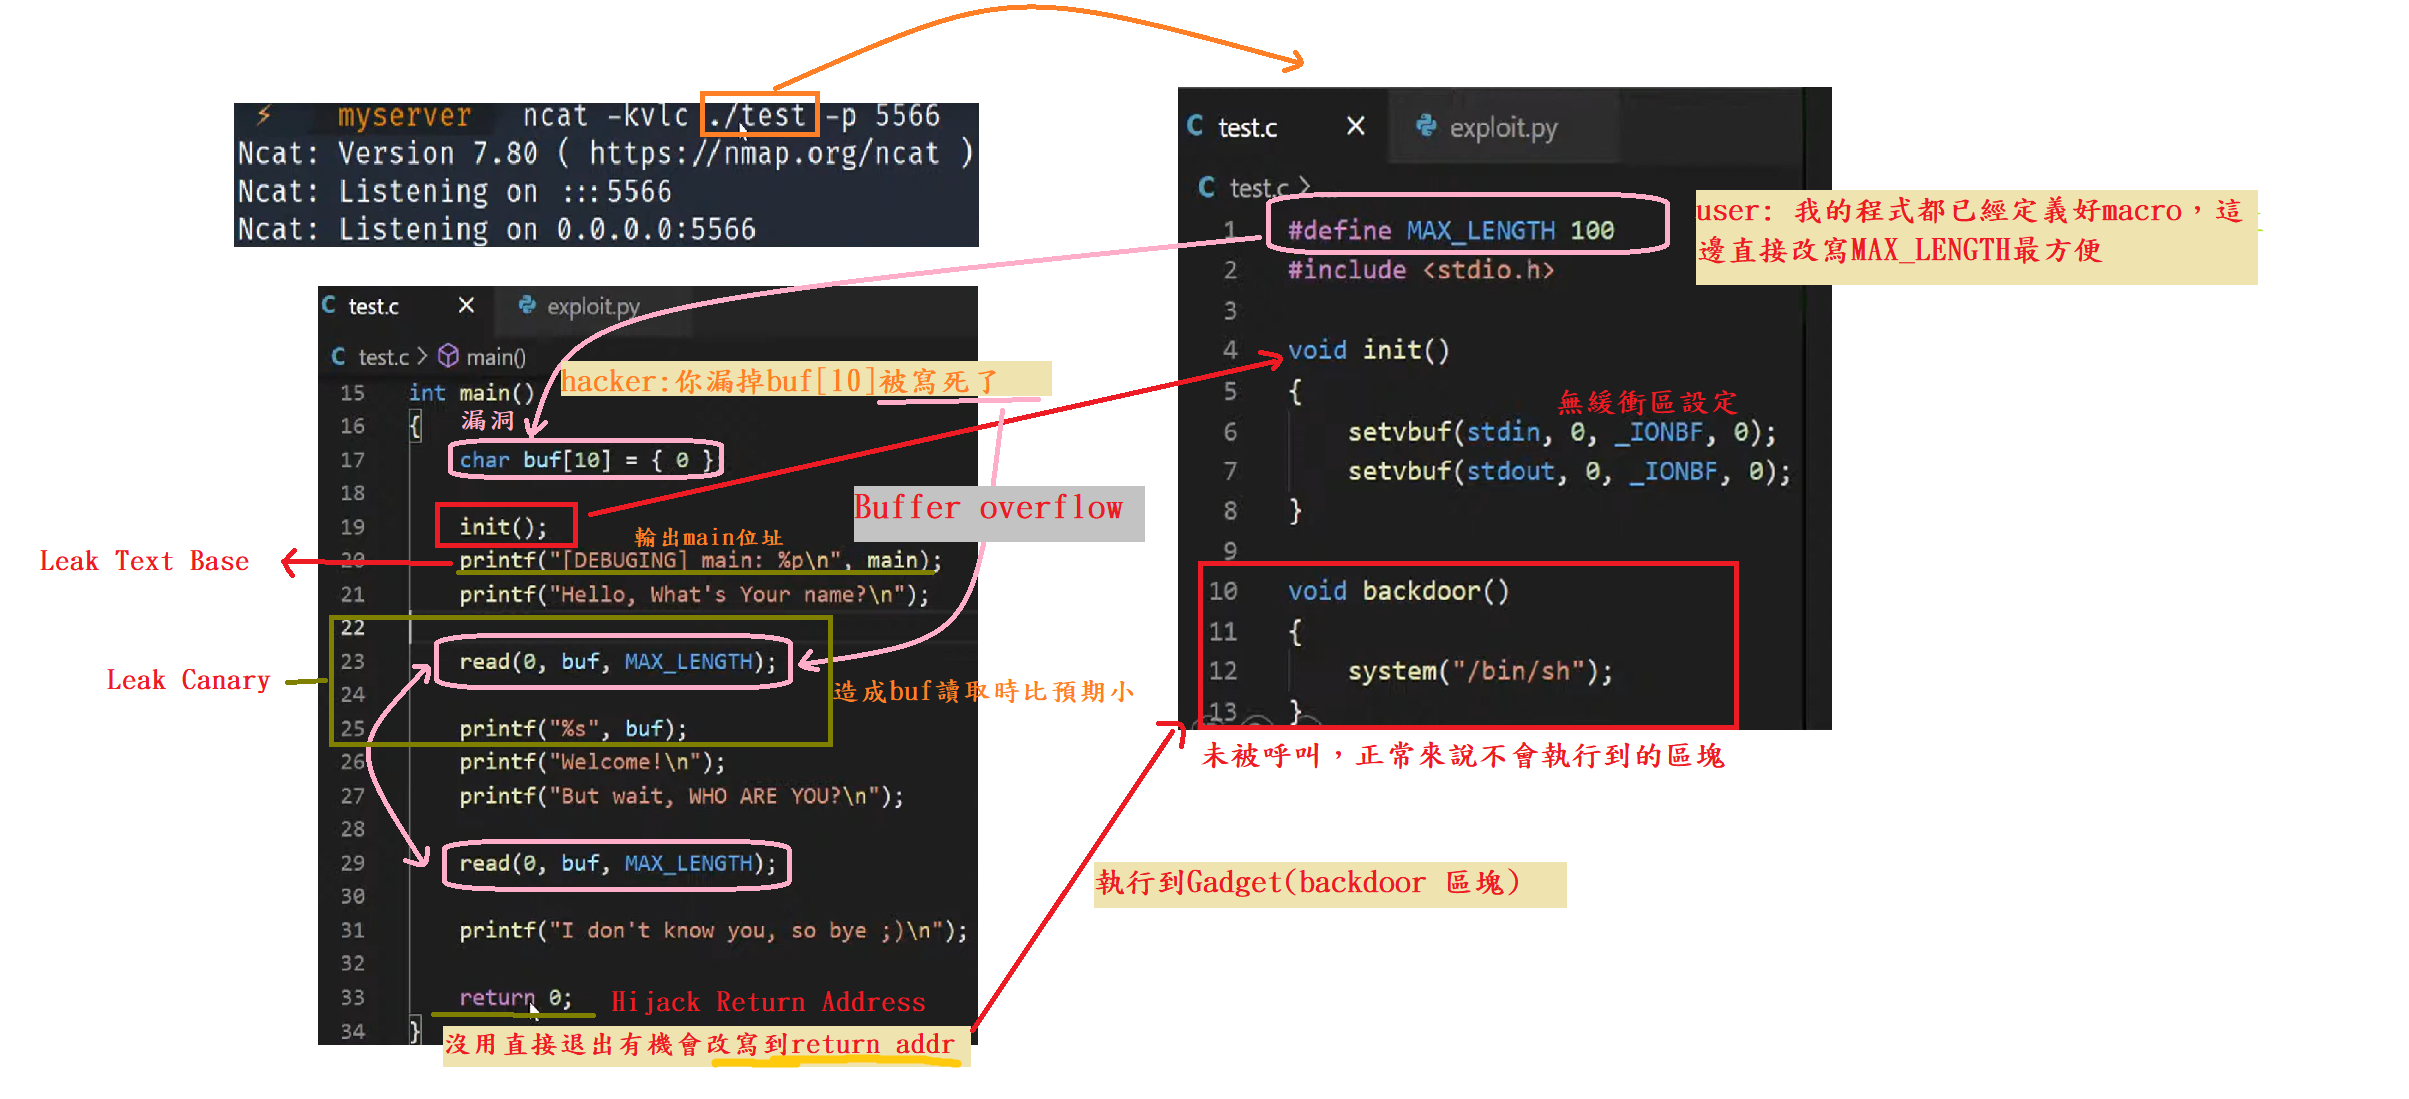 ⚡ myserver ncat -kvlc ./test -p 5566
Ncat: Version 7.80 ( https://nmap.org/ncat )
Ncat: Listening on :::5566
Ncat: Listening on 0.0.0.0:5566
C test.c × exploit.py
C test.c > main()
hacker:你漏掉buf[10]被寫死了
15 int main()
漏洞
16 {
17 char buf[10] = { 0 }
18
19 init();
輸出main位址
Buffer overflow
Leak Text Base
20 printf("[DEBUGING] main: %p\n", main);
21 printf("Hello, What's Your name?\n");
22
23 read(0, buf, MAX_LENGTH);
Leak Canary
造成buf讀取時比預期小
24
25 printf("%s", buf);
26 printf("Welcome!\n");
27 printf("But wait, WHO ARE YOU?\n");
28
29 read(0, buf, MAX_LENGTH);
30
31 printf("I don't know you, so bye ;)\n");
32
33 return 0;
Hijack Return Address
34 }
沒用直接退出有機會改寫到return addr
C test.c × exploit.py
C test.c >
1 #define MAX_LENGTH 100
user: 我的程式都已經定義好macro，這
邊直接改寫MAX_LENGTH最方便
2 #include <stdio.h>
3
4 void init()
5 {
無緩衝區設定
6 setvbuf(stdin, 0, _IONBF, 0);
7 setvbuf(stdout, 0, _IONBF, 0);
8 }
9
10 void backdoor()
11 {
12 system("/bin/sh");
13 }
未被呼叫，正常來說不會執行到的區塊
執行到Gadget(backdoor 區塊)